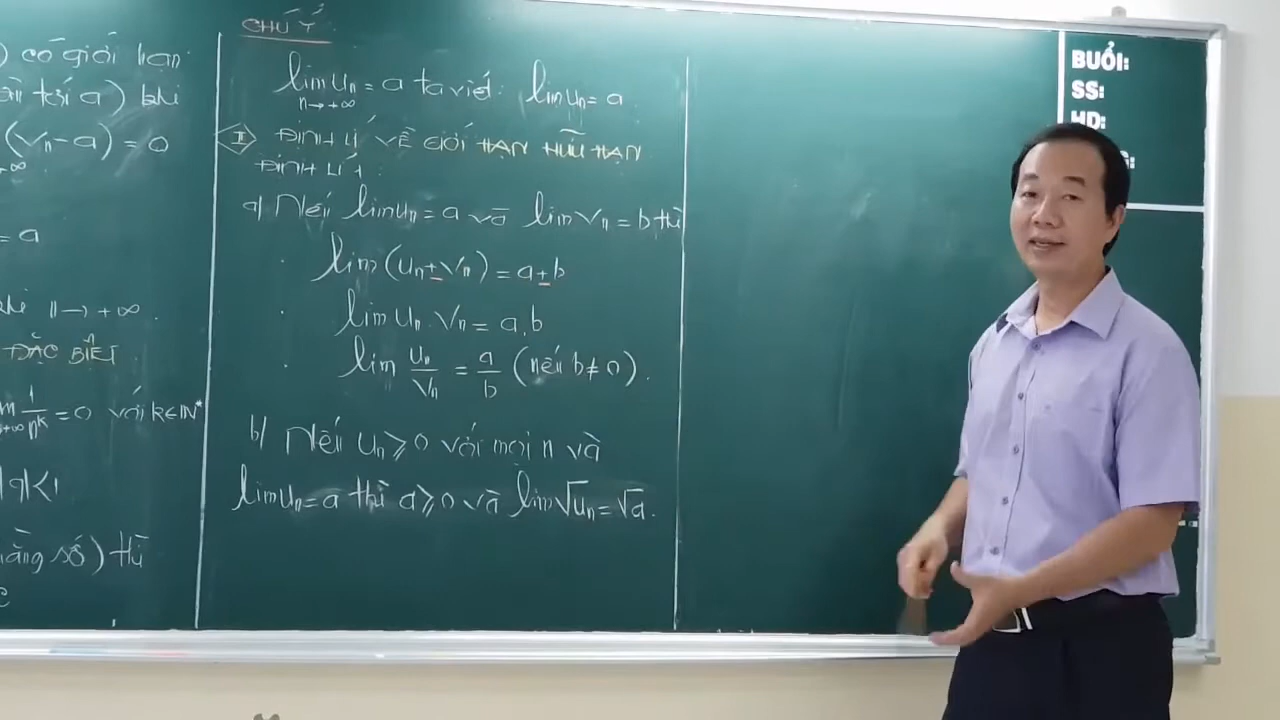 ) có giới hạn
tới a) khi
(Vn-a) = 0
= a
khi n→+∞.
ĐẶC BIỆT
1/n^k = 0 với k∈ℕ*
|q|<1
hằng số) thì
c
CHÚ Ý
lim Un = a ta viết: lim Un = a
n→+∞
II ĐỊNH LÍ VỀ GIỚI HẠN HỮU HẠN
ĐỊNH LÍ 1:
a) Nếu lim Un = a và lim Vn = b thì
. lim (Un+Vn) = a+b
. lim Un.Vn = a.b
. lim Un/Vn = a/b (nếu b≠0).
b) Nếu Un ⩾ 0 với mọi n và
lim Un = a thì a ⩾ 0 và lim √Un = √a.
BUỔI:
SS:
HD: